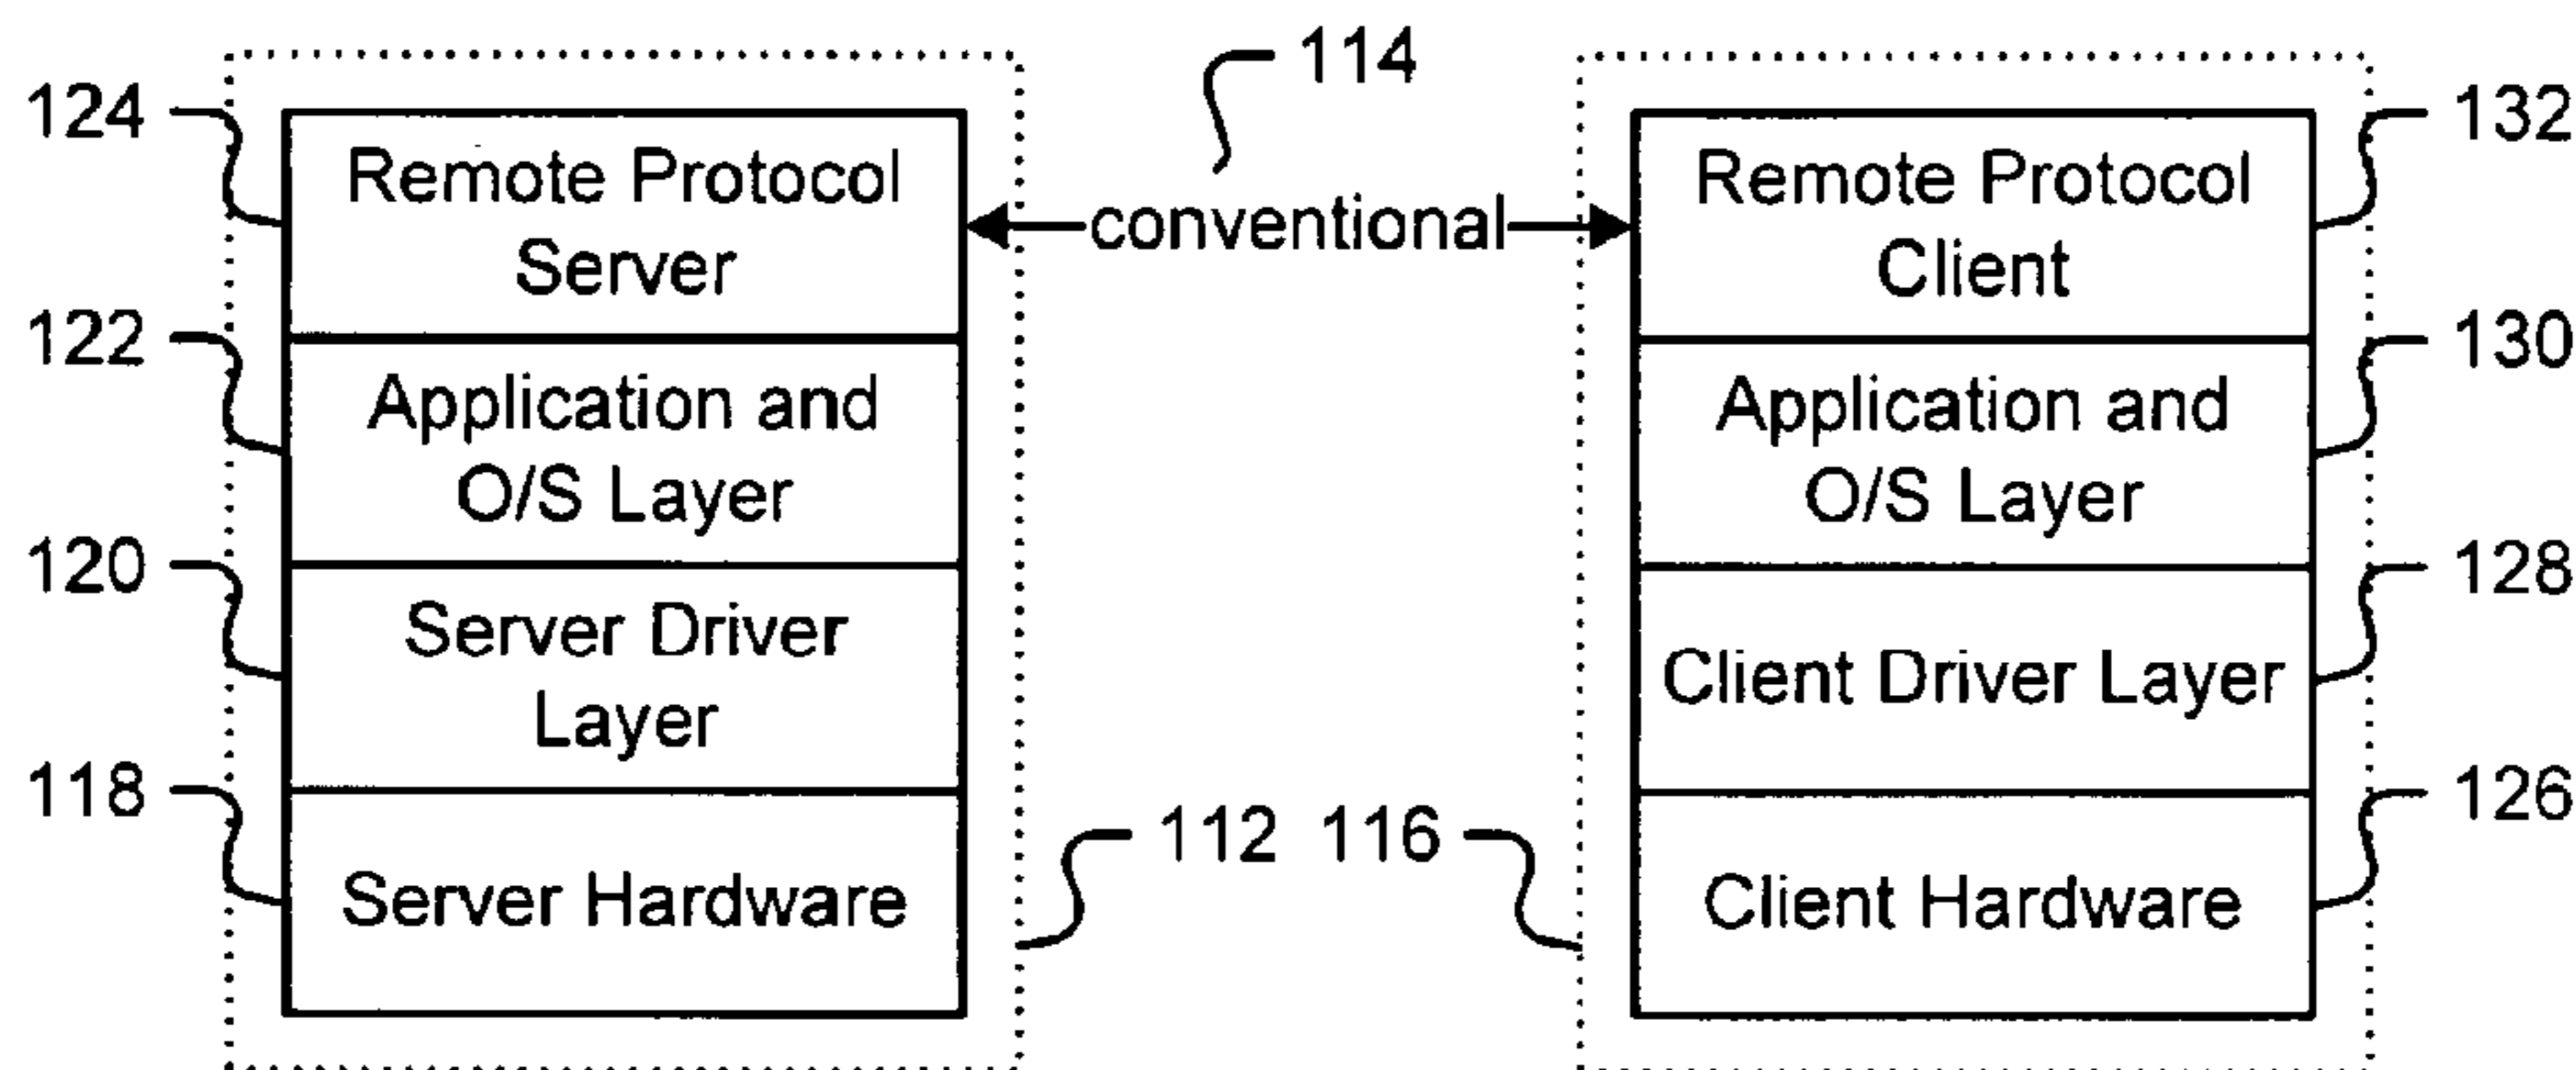 114
124
132
Remote Protocol
Server
conventional
Remote Protocol
Client
122
130
Application and
O/S Layer
Application and
O/S Layer
120
128
Server Driver
Layer
Client Driver Layer
118
126
112
116
Server Hardware
Client Hardware